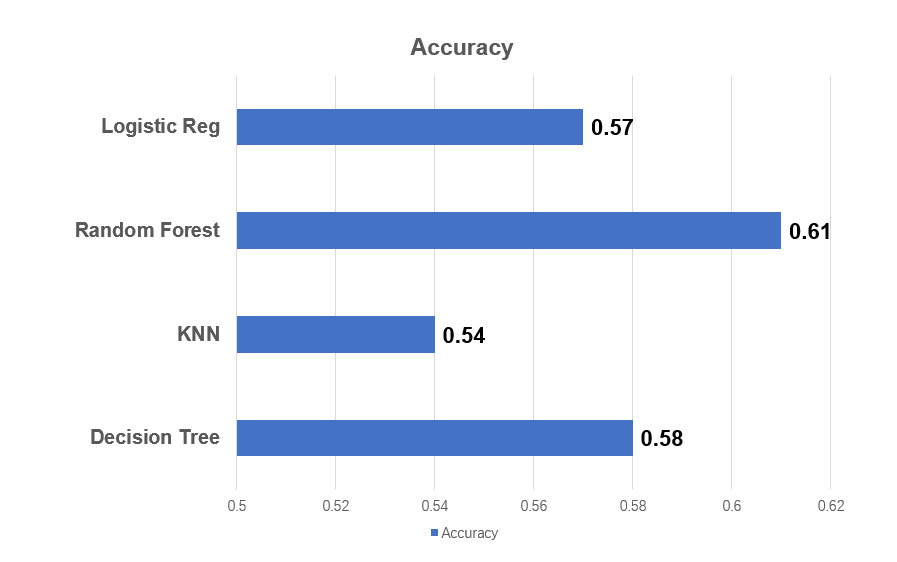 Accuracy
Logistic Reg 0.57
Random Forest 0.61
KNN 0.54
Decision Tree 0.58
0.5 0.52 0.54 0.56 0.58 0.6 0.62
Accuracy